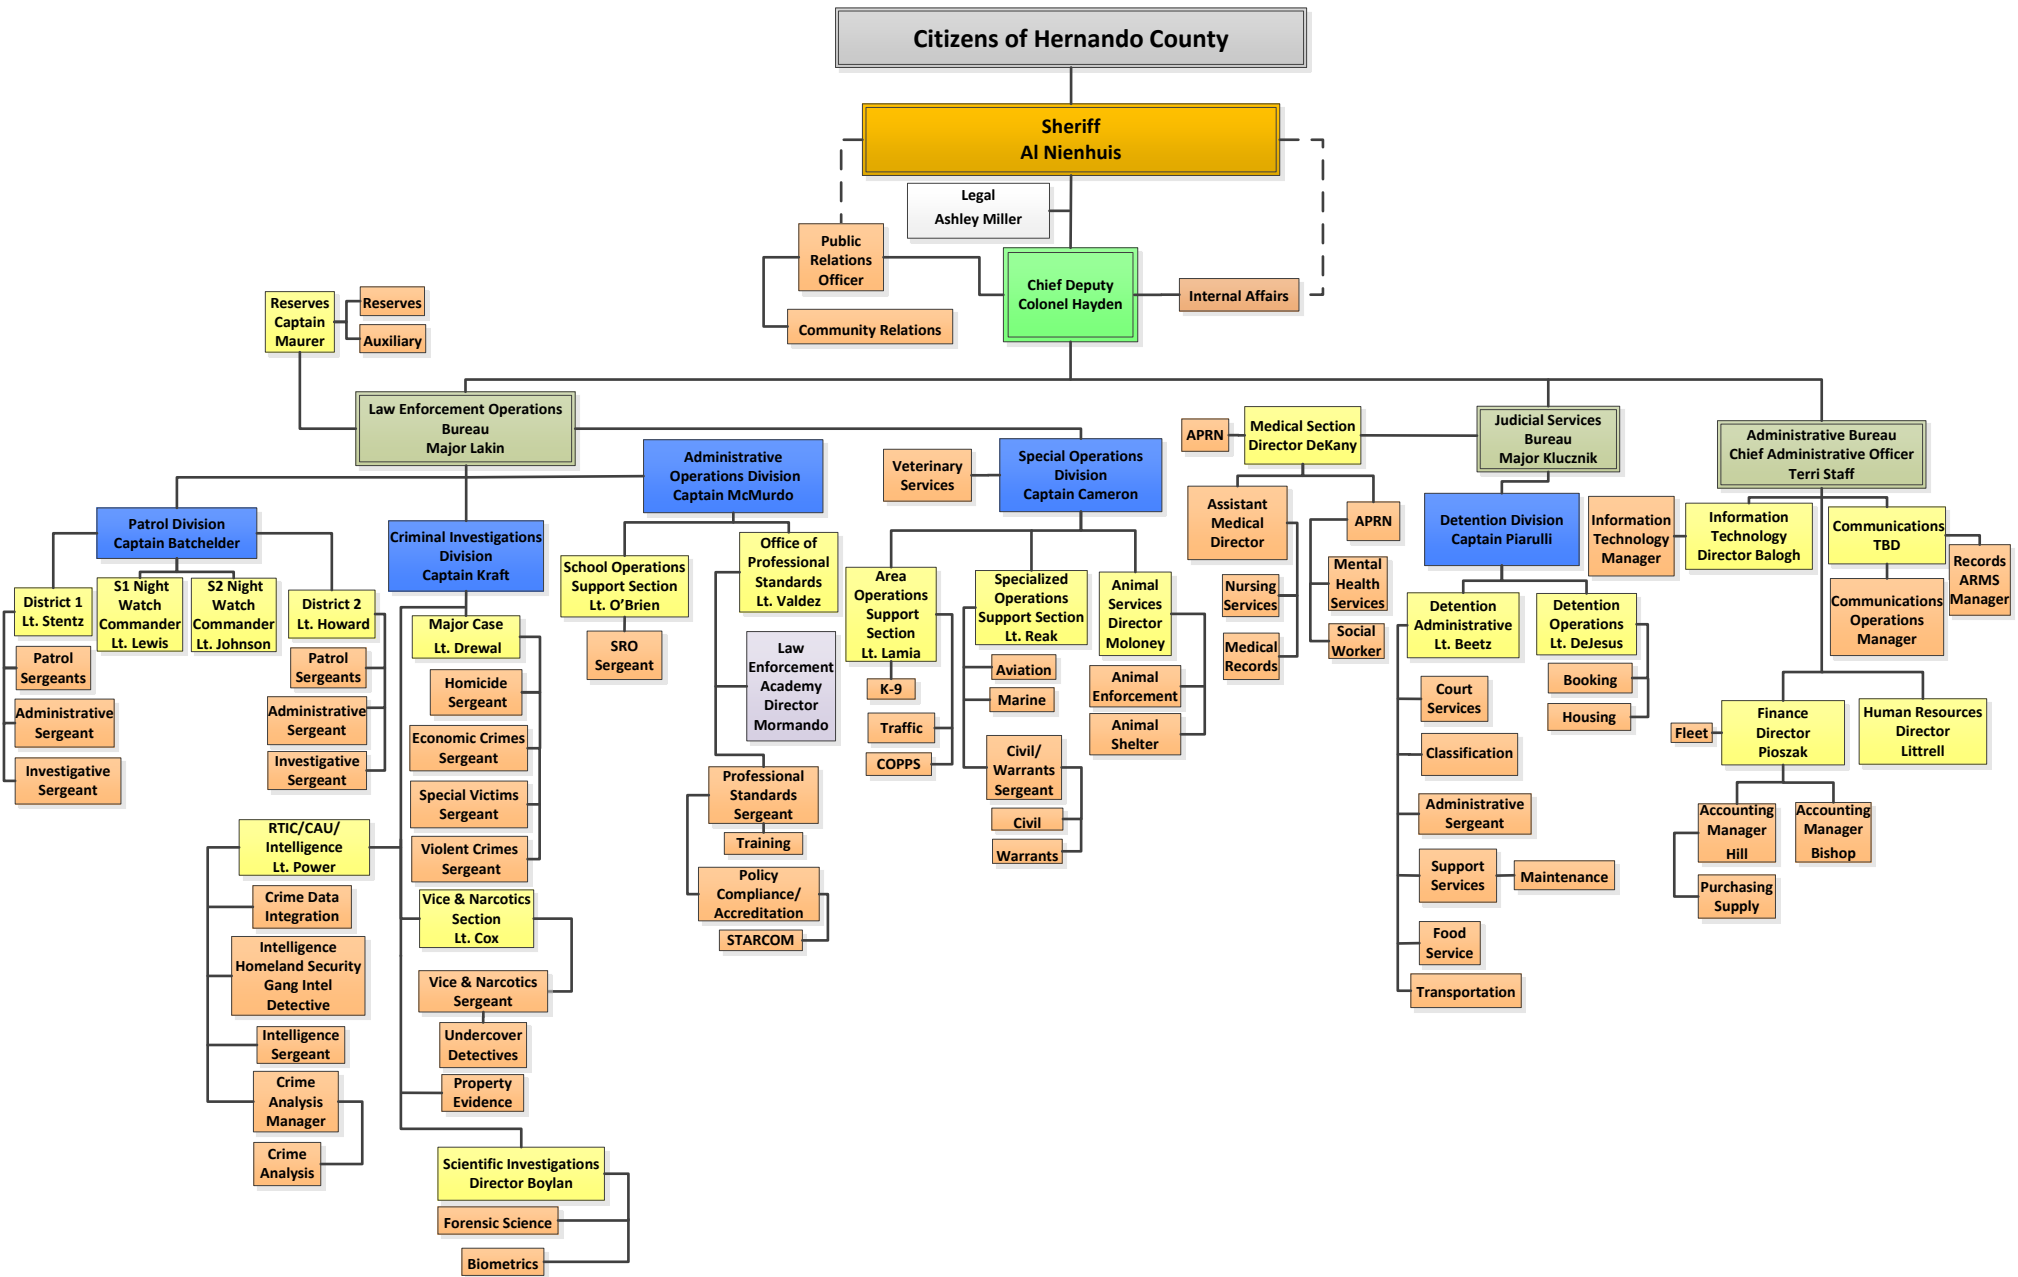 Citizens of Hernando County
Sheriff
Al Nienhuis
Legal
Ashley Miller
Public
Relations
Officer
Community Relations
Chief Deputy
Colonel Hayden
Internal Affairs
Reserves
Captain
Maurer
Reserves
Auxiliary
Law Enforcement Operations
Bureau
Major Lakin
Patrol Division
Captain Batchelder
District 1
Lt. Stentz
Patrol
Sergeants
Administrative
Sergeant
Investigative
Sergeant
S1 Night
Watch
Commander
Lt. Lewis
S2 Night
Watch
Commander
Lt. Johnson
District 2
Lt. Howard
Patrol
Sergeants
Administrative
Sergeant
Investigative
Sergeant
Criminal Investigations
Division
Captain Kraft
Major Case
Lt. Drewal
Homicide
Sergeant
Economic Crimes
Sergeant
Special Victims
Sergeant
Violent Crimes
Sergeant
RTIC/CAU/
Intelligence
Lt. Power
Crime Data
Integration
Intelligence
Homeland Security
Gang Intel
Detective
Intelligence
Sergeant
Crime
Analysis
Manager
Crime
Analysis
Vice & Narcotics
Section
Lt. Cox
Vice & Narcotics
Sergeant
Undercover
Detectives
Property
Evidence
Scientific Investigations
Director Boylan
Forensic Science
Biometrics
Administrative
Operations Division
Captain McMurdo
School Operations
Support Section
Lt. O’Brien
SRO
Sergeant
Office of
Professional
Standards
Lt. Valdez
Law
Enforcement
Academy
Director
Mormando
Professional
Standards
Sergeant
Training
Policy
Compliance/
Accreditation
STARCOM
Special Operations
Division
Captain Cameron
Veterinary
Services
Area
Operations
Support
Section
Lt. Lamia
K-9
Traffic
COPPS
Specialized
Operations
Support Section
Lt. Reak
Aviation
Marine
Civil/
Warrants
Sergeant
Civil
Warrants
Animal
Services
Director
Moloney
Animal
Enforcement
Animal
Shelter
Judicial Services
Bureau
Major Klucznik
Medical Section
Director DeKany
APRN
Assistant
Medical
Director
Nursing
Services
Medical
Records
APRN
Mental
Health
Services
Social
Worker
Detention Division
Captain Piarulli
Detention
Administrative
Lt. Beetz
Court
Services
Classification
Administrative
Sergeant
Support
Services
Maintenance
Food
Service
Transportation
Detention
Operations
Lt. DeJesus
Booking
Housing
Administrative Bureau
Chief Administrative Officer
Terri Staff
Information
Technology
Manager
Information
Technology
Director Balogh
Communications
TBD
Communications
Operations
Manager
Records
ARMS
Manager
Fleet
Finance
Director
Pioszak
Accounting
Manager
Hill
Purchasing
Supply
Accounting
Manager
Bishop
Human Resources
Director
Littrell